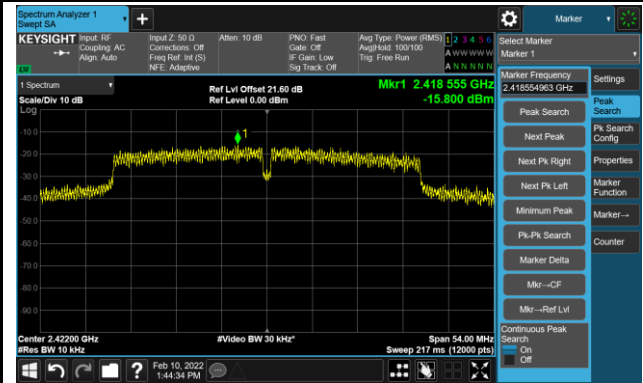 Spectrum Analyzer 1
Swept SA
Marker
KEYSIGHT
Input: RF
Coupling: AC
Align: Auto
Input Z: 50 Ω
Corrections: Off
Freq Ref: Int (S)
NFE: Adaptive
Atten: 10 dB
PNO: Fast
Gate: Off
IF Gain: Low
Sig Track: Off
Avg Type: Power (RMS)
Avg|Hold: 100/100
Trig: Free Run
1 2 3 4 5 6
A W W W W W
A N N N N N
Select Marker
Marker 1
1 Spectrum
Scale/Div 10 dB
Log
Ref Lvl Offset 21.60 dB
Ref Level 0.00 dBm
Mkr1 2.418 555 GHz
-15.800 dBm
1
-10.0
-20.0
-30.0
-40.0
-50.0
-60.0
-70.0
-80.0
-90.0
Center 2.42200 GHz
#Res BW 10 kHz
#Video BW 30 kHz*
Span 54.00 MHz
Sweep 217 ms (12000 pts)
Marker Frequency
2.418554963 GHz
Peak Search
Next Peak
Next Pk Right
Next Pk Left
Minimum Peak
Pk-Pk Search
Marker Delta
Mkr→CF
Mkr→Ref Lvl
Continuous Peak
Search
On
Off
Settings
Peak
Search
Pk Search
Config
Properties
Marker
Function
Marker→
Counter
Feb 10, 2022
1:44:34 PM